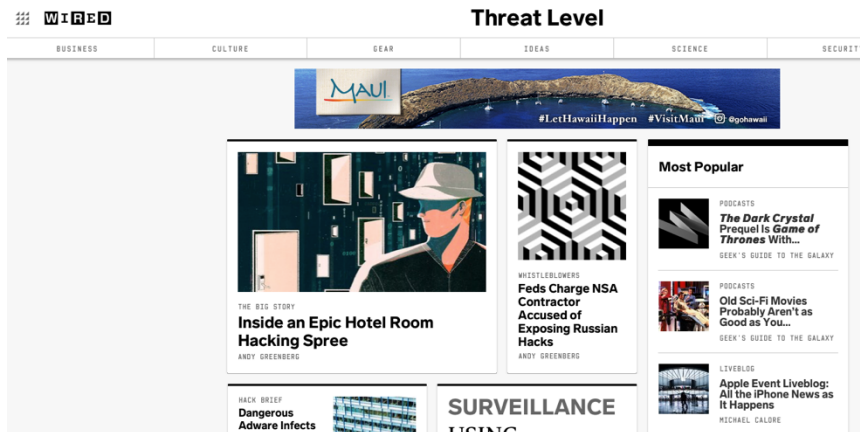 WIRED
Threat Level
BUSINESS
CULTURE
GEAR
IDEAS
SCIENCE
SECURIT
MAUI
#LetHawaiiHappen #VisitMaui @gohawaii
THE BIG STORY
Inside an Epic Hotel Room
Hacking Spree
ANDY GREENBERG
WHISTLEBLOWERS
Feds Charge NSA
Contractor
Accused of
Exposing Russian
Hacks
ANDY GREENBERG
Most Popular
PODCASTS
The Dark Crystal
Prequel Is Game of
Thrones With...
GEEK'S GUIDE TO THE GALAXY
PODCASTS
Old Sci-Fi Movies
Probably Aren't as
Good as You...
GEEK'S GUIDE TO THE GALAXY
LIVEBLOG
Apple Event Liveblog:
All the iPhone News as
It Happens
MICHAEL CALORE
HACK BRIEF
Dangerous
Adware Infects
SURVEILLANCE
USING